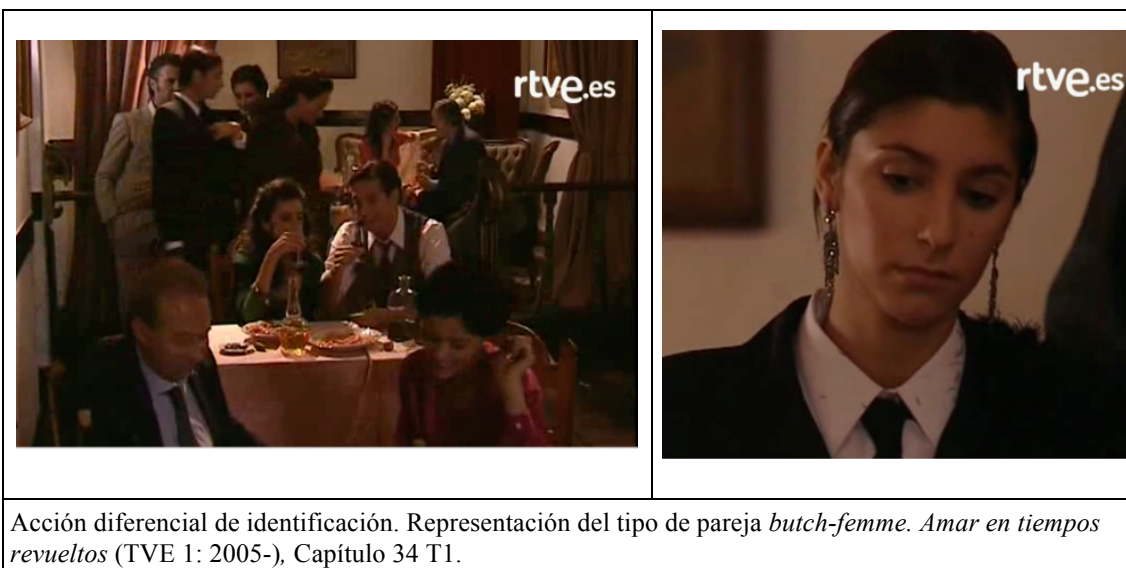 rtve.es
rtve.es
Acción diferencial de identificación. Representación del tipo de pareja butch-femme. Amar en tiempos
revueltos (TVE 1: 2005-), Capítulo 34 T1.